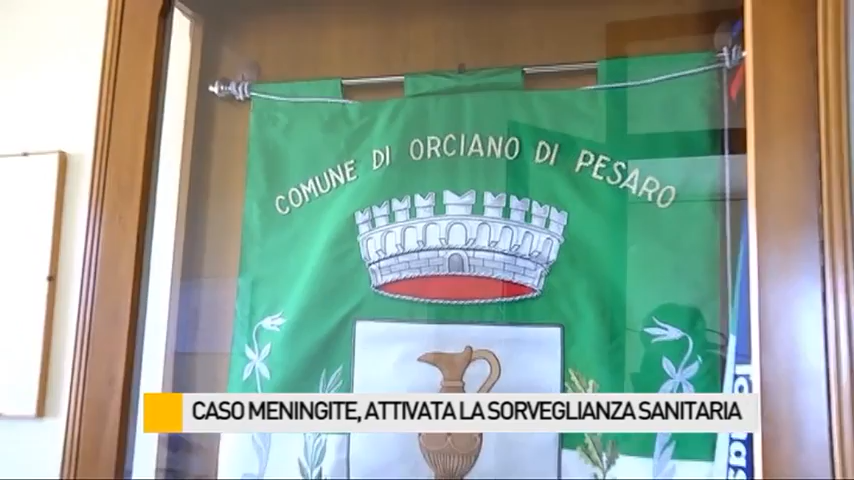 COMUNE DI ORCIANO DI PESARO
CASO MENINGITE, ATTIVATA LA SORVEGLIANZA SANITARIA